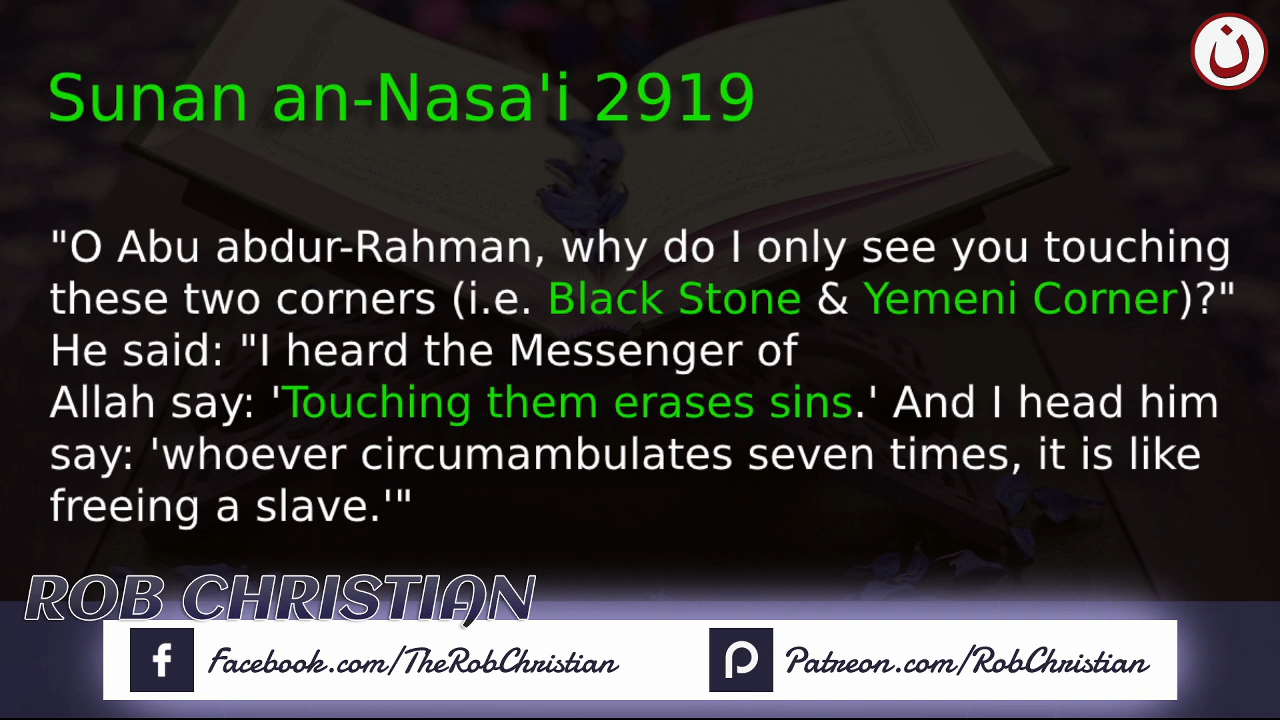 ن
Sunan an-Nasa'i 2919
"O Abu abdur-Rahman, why do I only see you touching
these two corners (i.e. Black Stone & Yemeni Corner)?"
He said: "I heard the Messenger of
Allah say: 'Touching them erases sins.' And I head him
say: 'whoever circumambulates seven times, it is like
freeing a slave.'"
ROB CHRISTIAN
Facebook.com/TheRobChristian
Patreon.com/RobChristian